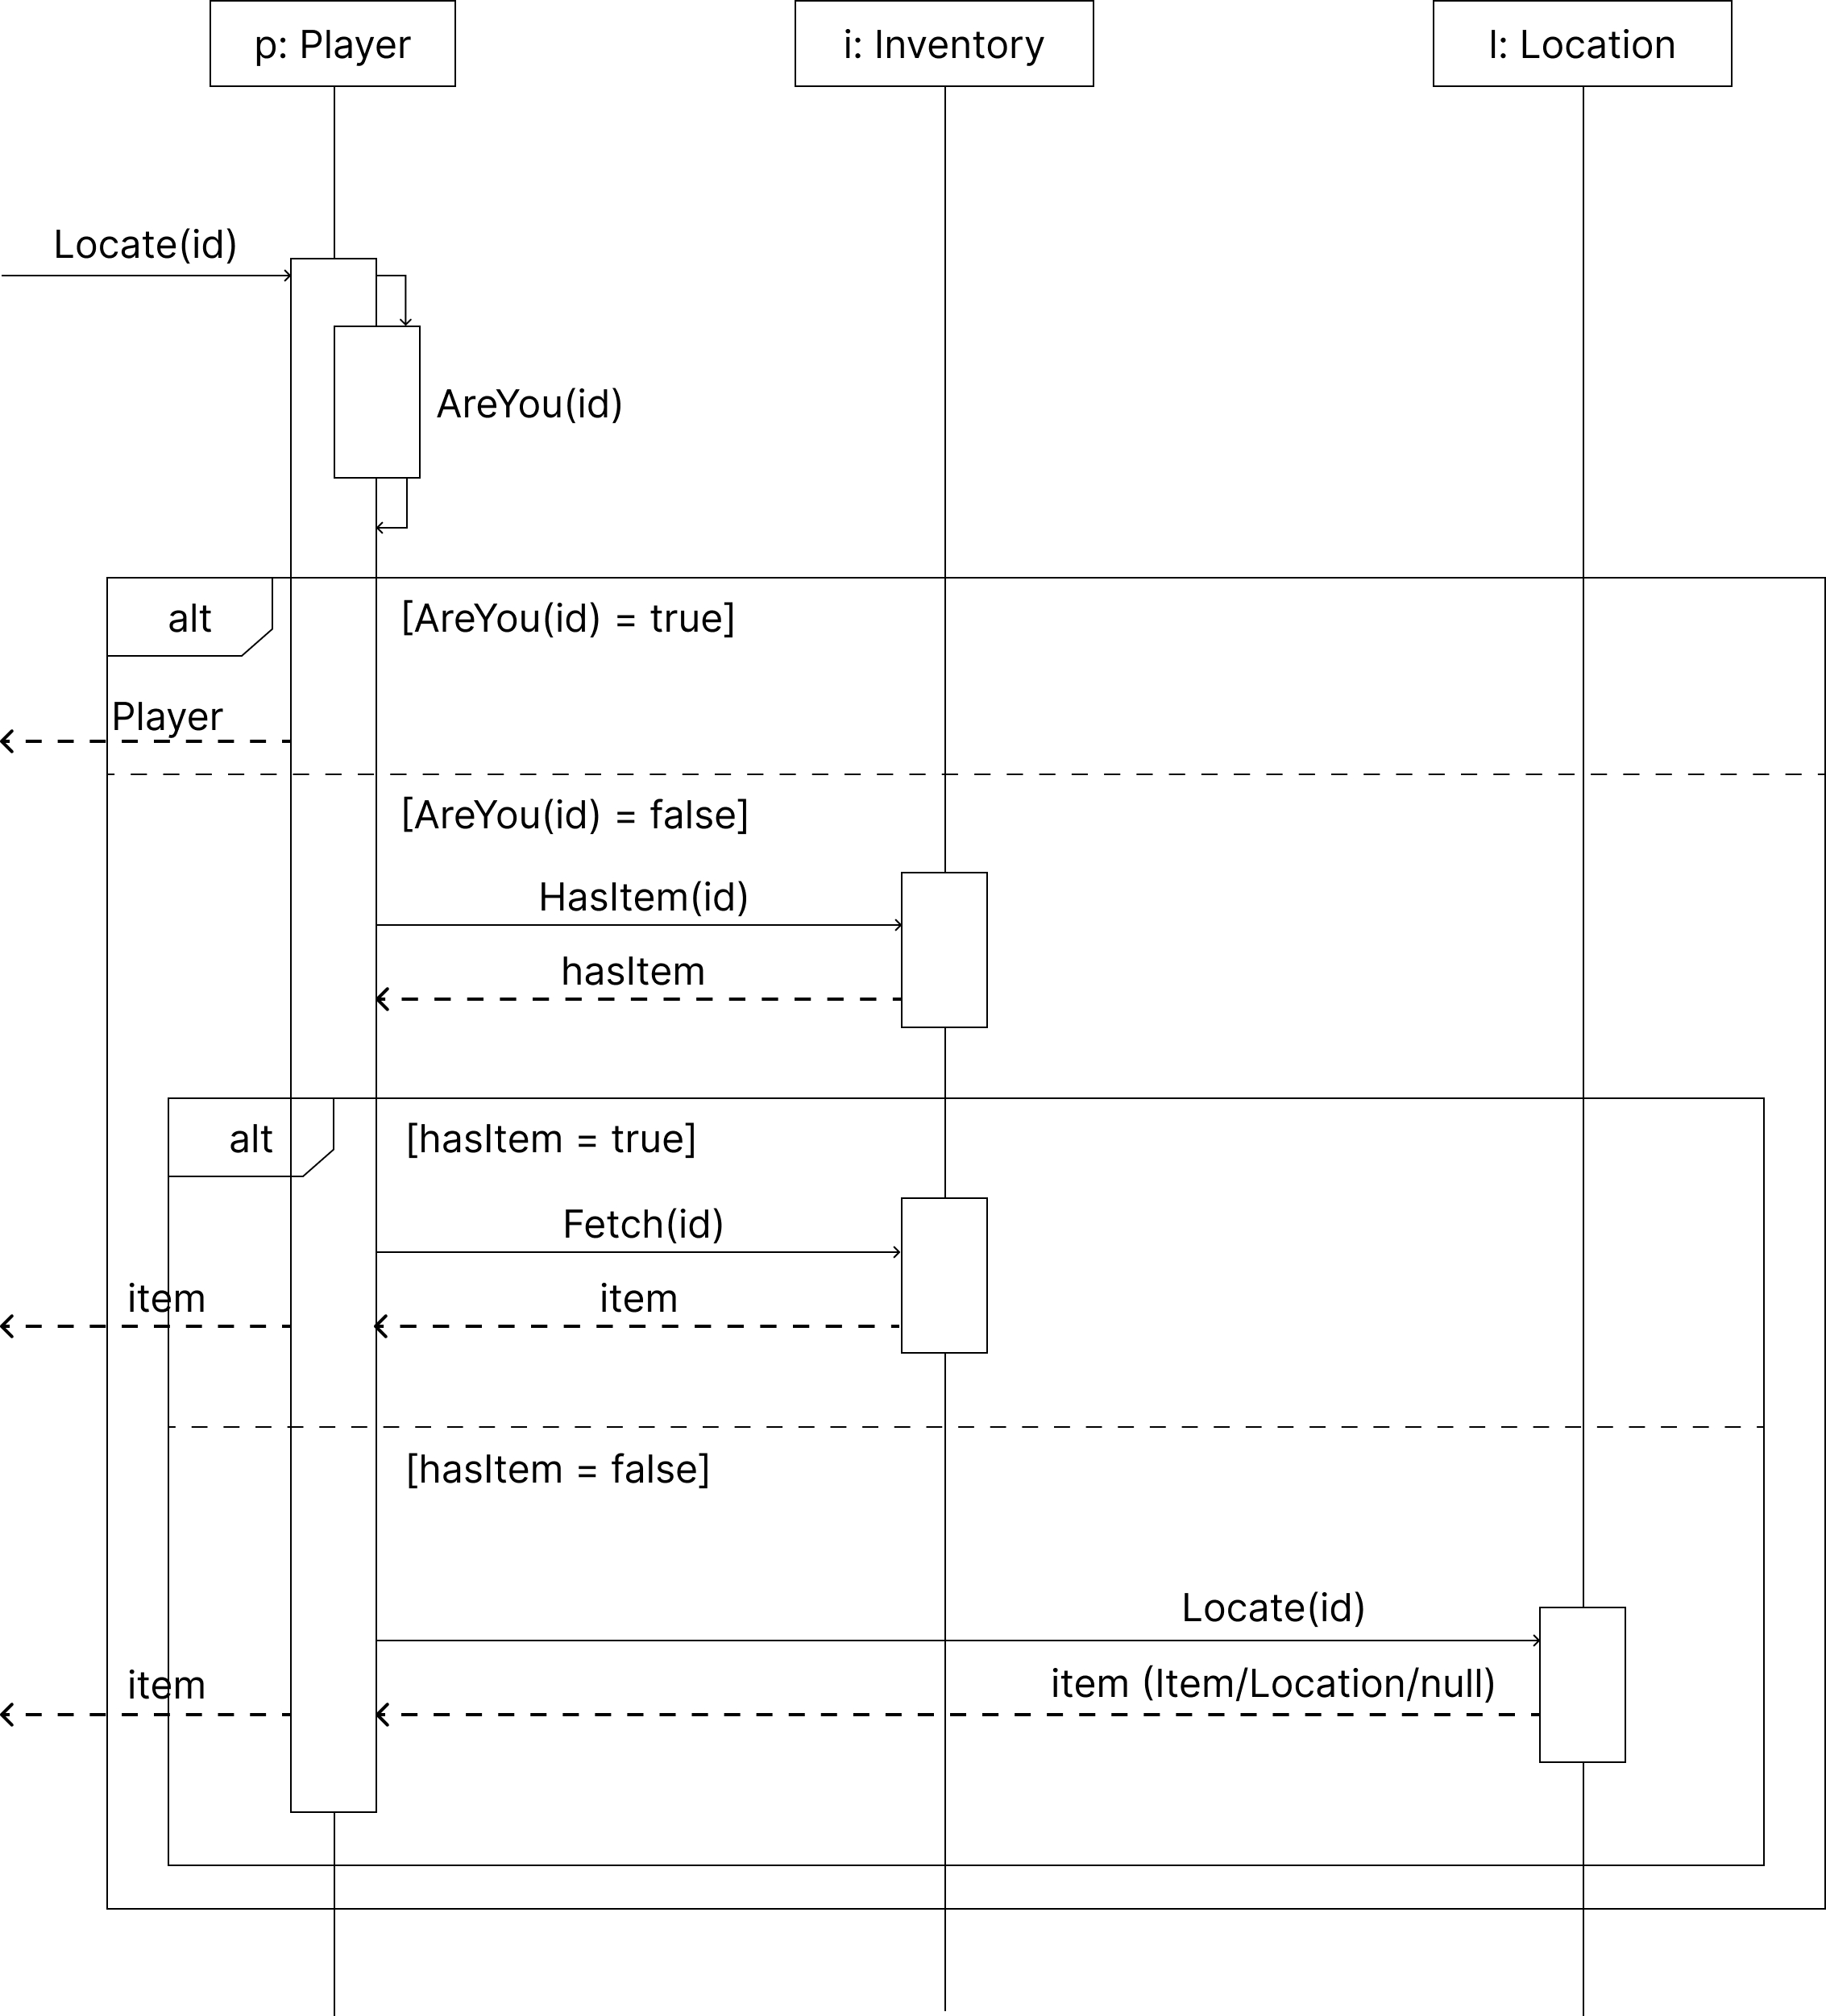 p: Player
i: Inventory
l: Location
Locate(id)
AreYou(id)
alt
[AreYou(id) = true]
Player
[AreYou(id) = false]
HasItem(id)
hasItem
alt
[hasItem = true]
Fetch(id)
item
item
[hasItem = false]
Locate(id)
item
item (Item/Location/null)